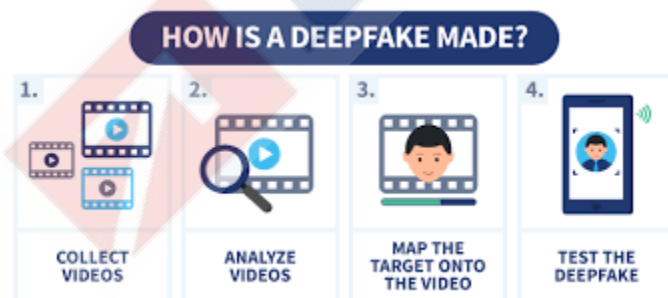 HOW IS A DEEPFAKE MADE?
1.
2.
3.
4.
COLLECT
VIDEOS
ANALYZE
VIDEOS
MAP THE
TARGET ONTO
THE VIDEO
TEST THE
DEEPFAKE